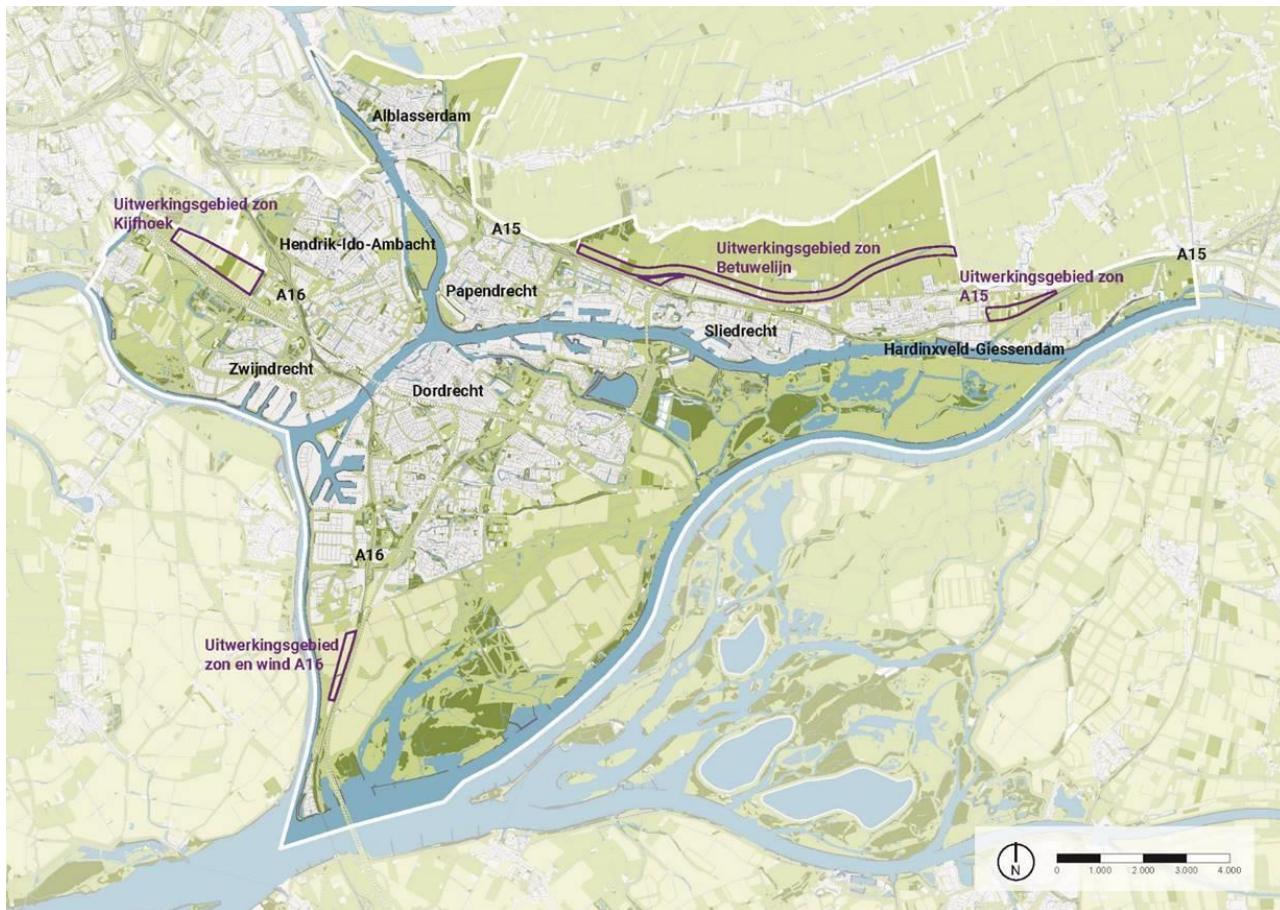 Alblasserdam
Uitwerkingsgebied zon
Kijfhoek
Hendrik-Ido-Ambacht
A15
Uitwerkingsgebied zon
Betuwelijn
A15
Uitwerkingsgebied zon
A15
A16
Papendrecht
Sliedrecht
Hardinxveld-Giessendam
Zwijndrecht
Dordrecht
A16
Uitwerkingsgebied
zon en wind A16
N
0 1.000 2.000 3.000 4.000